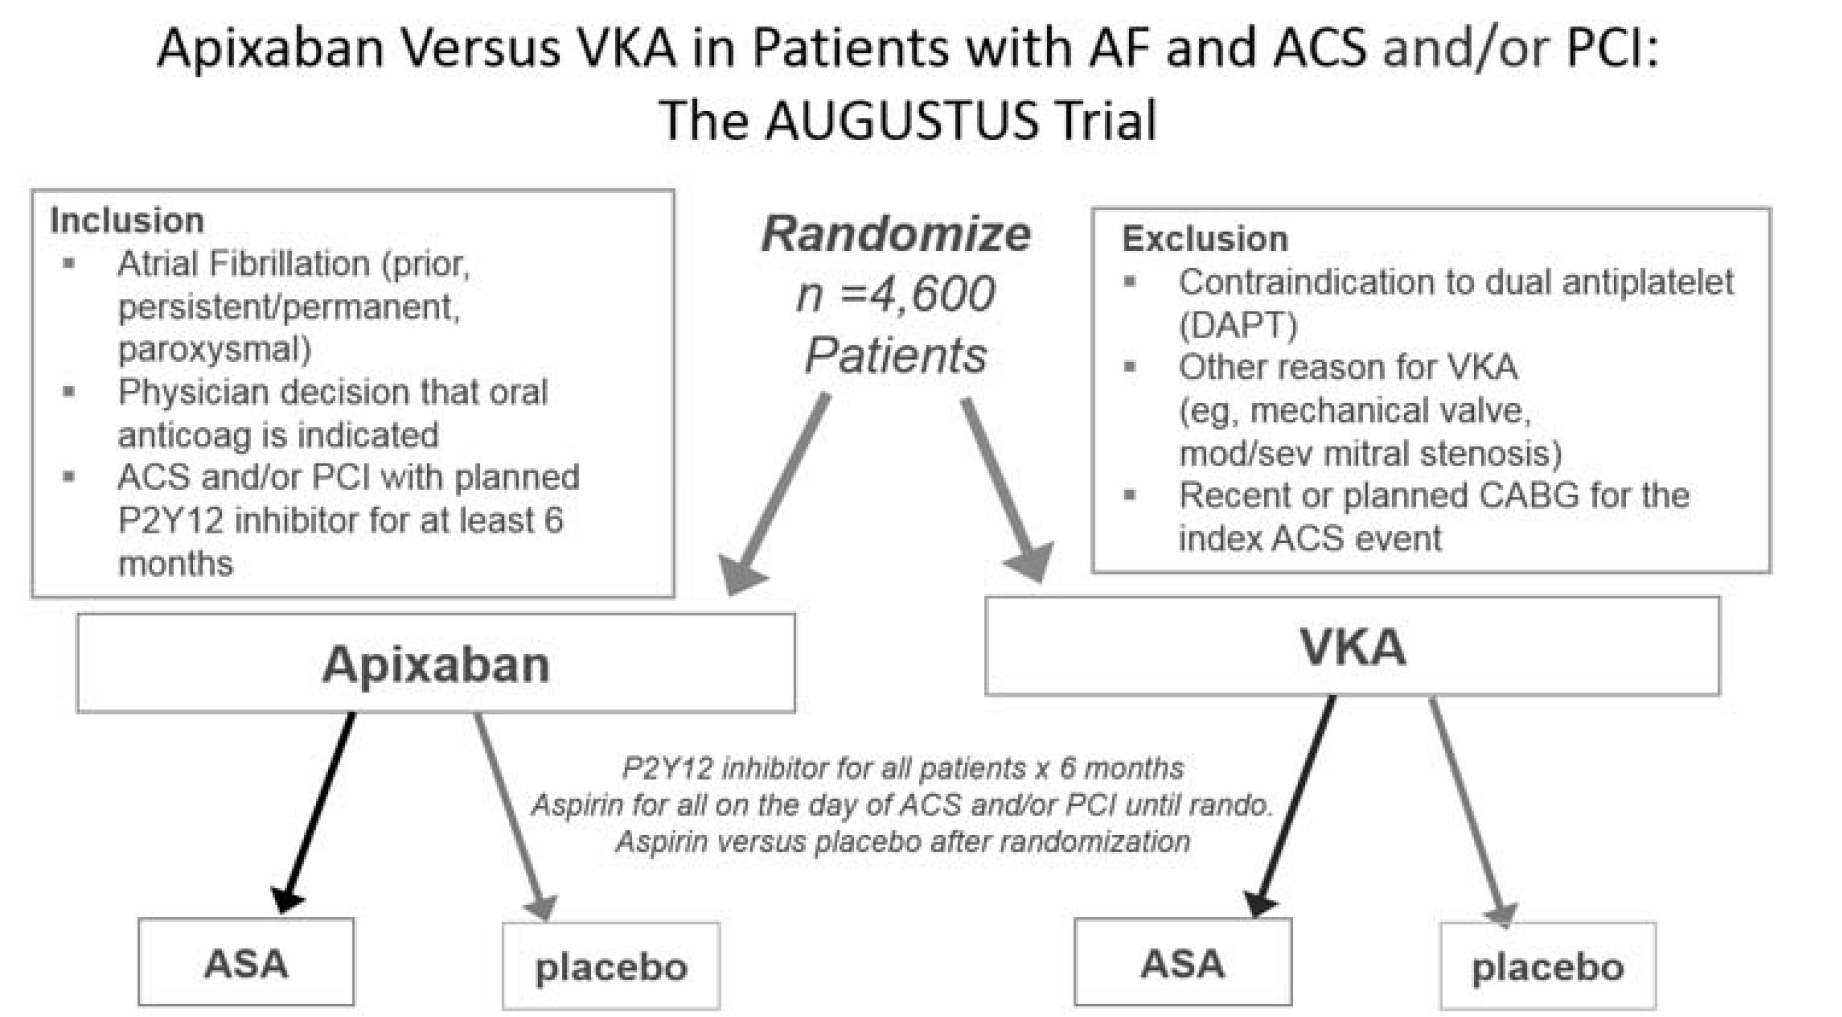 Apixaban Versus VKA in Patients with AF and ACS and/or PCI:
The AUGUSTUS Trial
Inclusion
▪ Atrial Fibrillation (prior,
persistent/permanent,
paroxysmal)
▪ Physician decision that oral
anticoag is indicated
▪ ACS and/or PCI with planned
P2Y12 inhibitor for at least 6
months
Randomize
n =4,600
Patients
Exclusion
▪ Contraindication to dual antiplatelet
(DAPT)
▪ Other reason for VKA
(eg, mechanical valve,
mod/sev mitral stenosis)
▪ Recent or planned CABG for the
index ACS event
Apixaban
VKA
P2Y12 inhibitor for all patients x 6 months
Aspirin for all on the day of ACS and/or PCI until rando.
Aspirin versus placebo after randomization
ASA
placebo
ASA
placebo